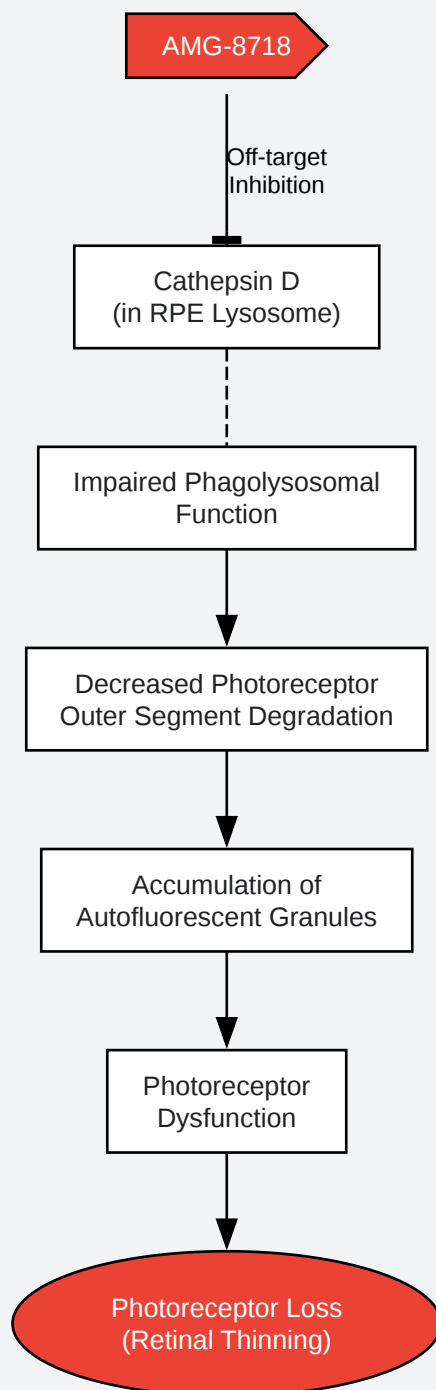 AMG-8718
Off-target
Inhibition
Cathepsin D
(in RPE Lysosome)
Impaired Phagolysosomal
Function
Decreased Photoreceptor
Outer Segment Degradation
Accumulation of
Autofluorescent Granules
Photoreceptor
Dysfunction
Photoreceptor Loss
(Retinal Thinning)